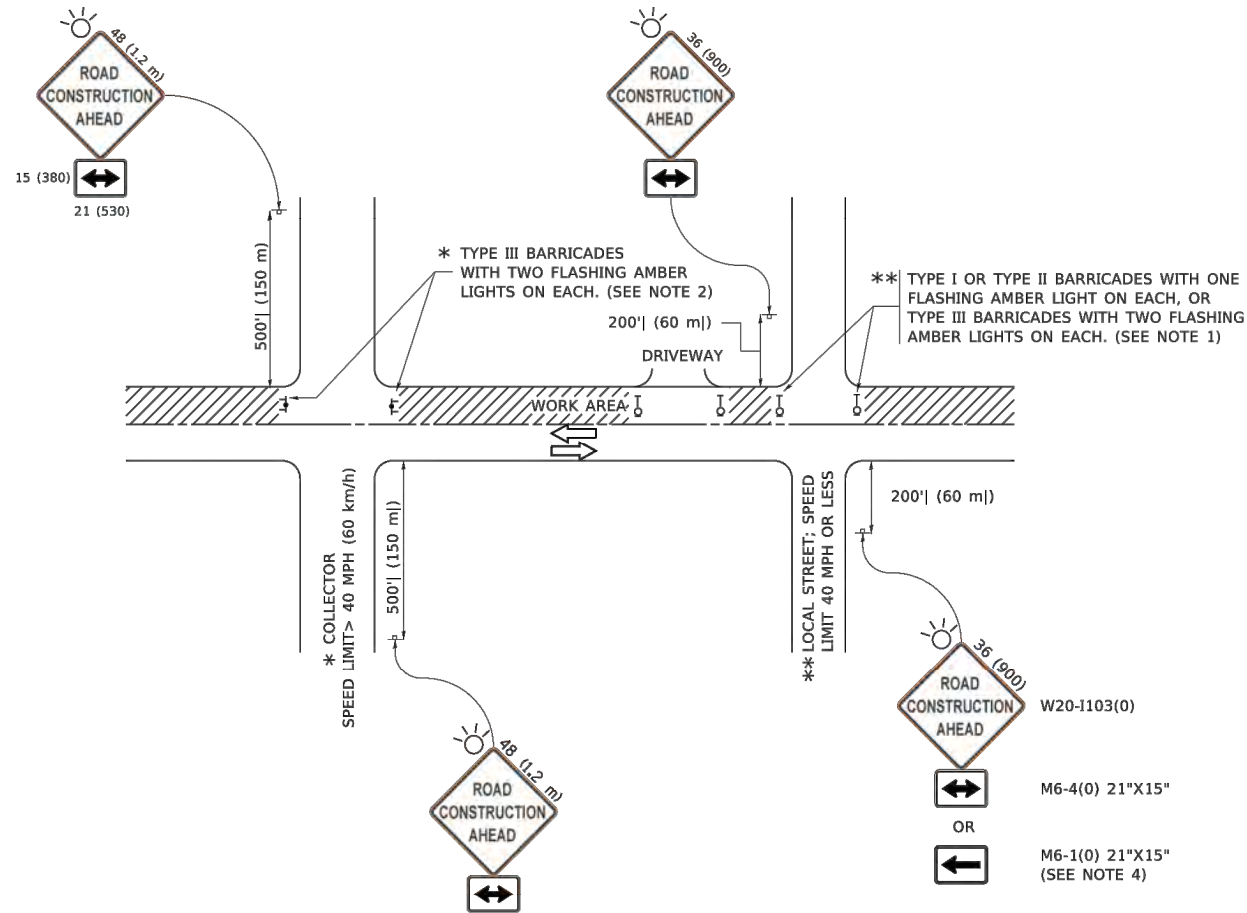 48 (1.2 m)
ROAD
CONSTRUCTION
AHEAD
15 (380)
21 (530)
36 (900)
ROAD
CONSTRUCTION
AHEAD
500'| (150 m)
* TYPE III BARRICADES
WITH TWO FLASHING AMBER
LIGHTS ON EACH. (SEE NOTE 2)
200'| (60 m|)
DRIVEWAY
** TYPE I OR TYPE II BARRICADES WITH ONE
FLASHING AMBER LIGHT ON EACH, OR
TYPE III BARRICADES WITH TWO FLASHING
AMBER LIGHTS ON EACH. (SEE NOTE 1)
WORK AREA
* COLLECTOR
SPEED LIMIT> 40 MPH (60 km/h)
500'| (150 m|)
** LOCAL STREET; SPEED
LIMIT 40 MPH OR LESS
200'| (60 m|)
48 (1.2 m)
ROAD
CONSTRUCTION
AHEAD
36 (900)
ROAD
CONSTRUCTION
AHEAD
W20-I103(0)
M6-4(0) 21"X15"
OR
M6-1(0) 21"X15"
(SEE NOTE 4)